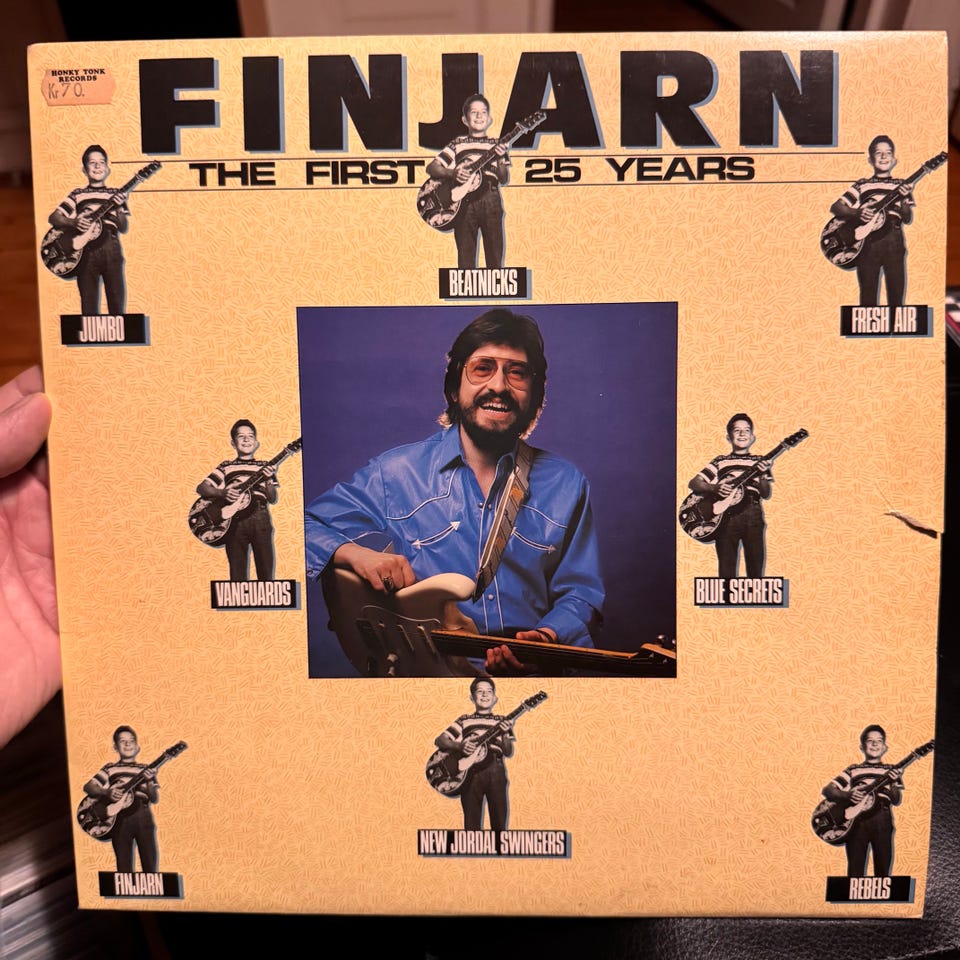 HONKY TONK
RECORDS
Kr 70.
FINJARN
THE FIRST 25 YEARS
JUMBO
BEATNICKS
FRESH AIR
VANGUARDS
BLUE SECRETS
NEW JORDAL SWINGERS
FINJARN
REBELS